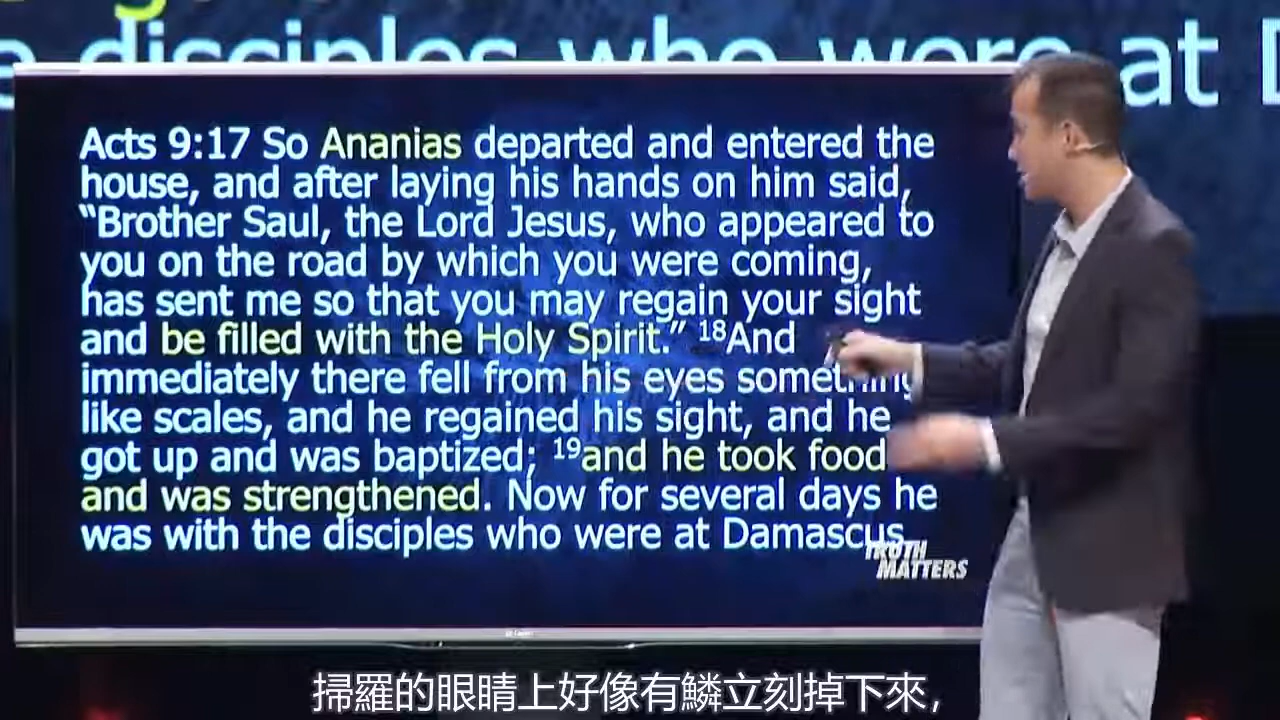 disciples who were at D
Acts 9:17 So Ananias departed and entered the
house, and after laying his hands on him said,
“Brother Saul, the Lord Jesus, who appeared to
you on the road by which you were coming,
has sent me so that you may regain your sight
and be filled with the Holy Spirit.” 18And
immediately there fell from his eyes something
like scales, and he regained his sight, and he
got up and was baptized; 19and he took food
and was strengthened. Now for several days he
was with the disciples who were at Damascus
TRUTH
MATTERS
掃羅的眼睛上好像有鱗立刻掉下來，